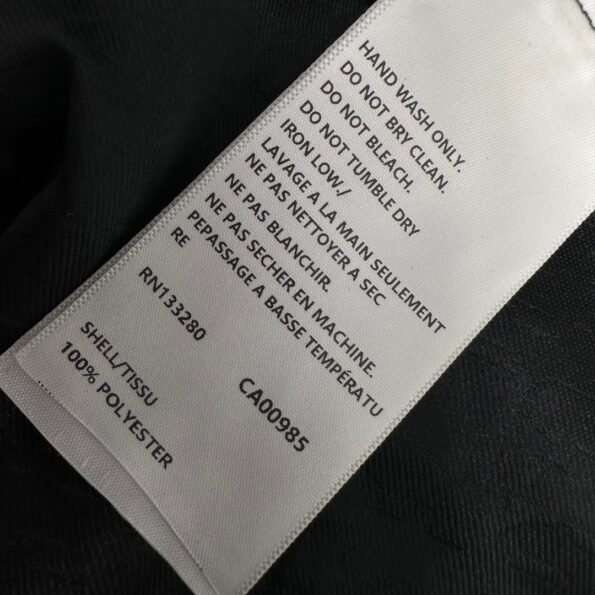 HAND WASH ONLY.
DO NOT BRY CLEAN.
DO NOT BLEACH.
DO NOT TUMBLE DRY
IRON LOW./
LAVAGE A LA MAIN SEULEMENT
NE PAS NETTOYER A SEC
NE PAS BLANCHIR.
NE PAS SECHER EN MACHINE.
PEPASSAGE A BASSE TEMPÉRATU
RE
RN133280
CA00985
SHELL/TISSU
100% POLYESTER